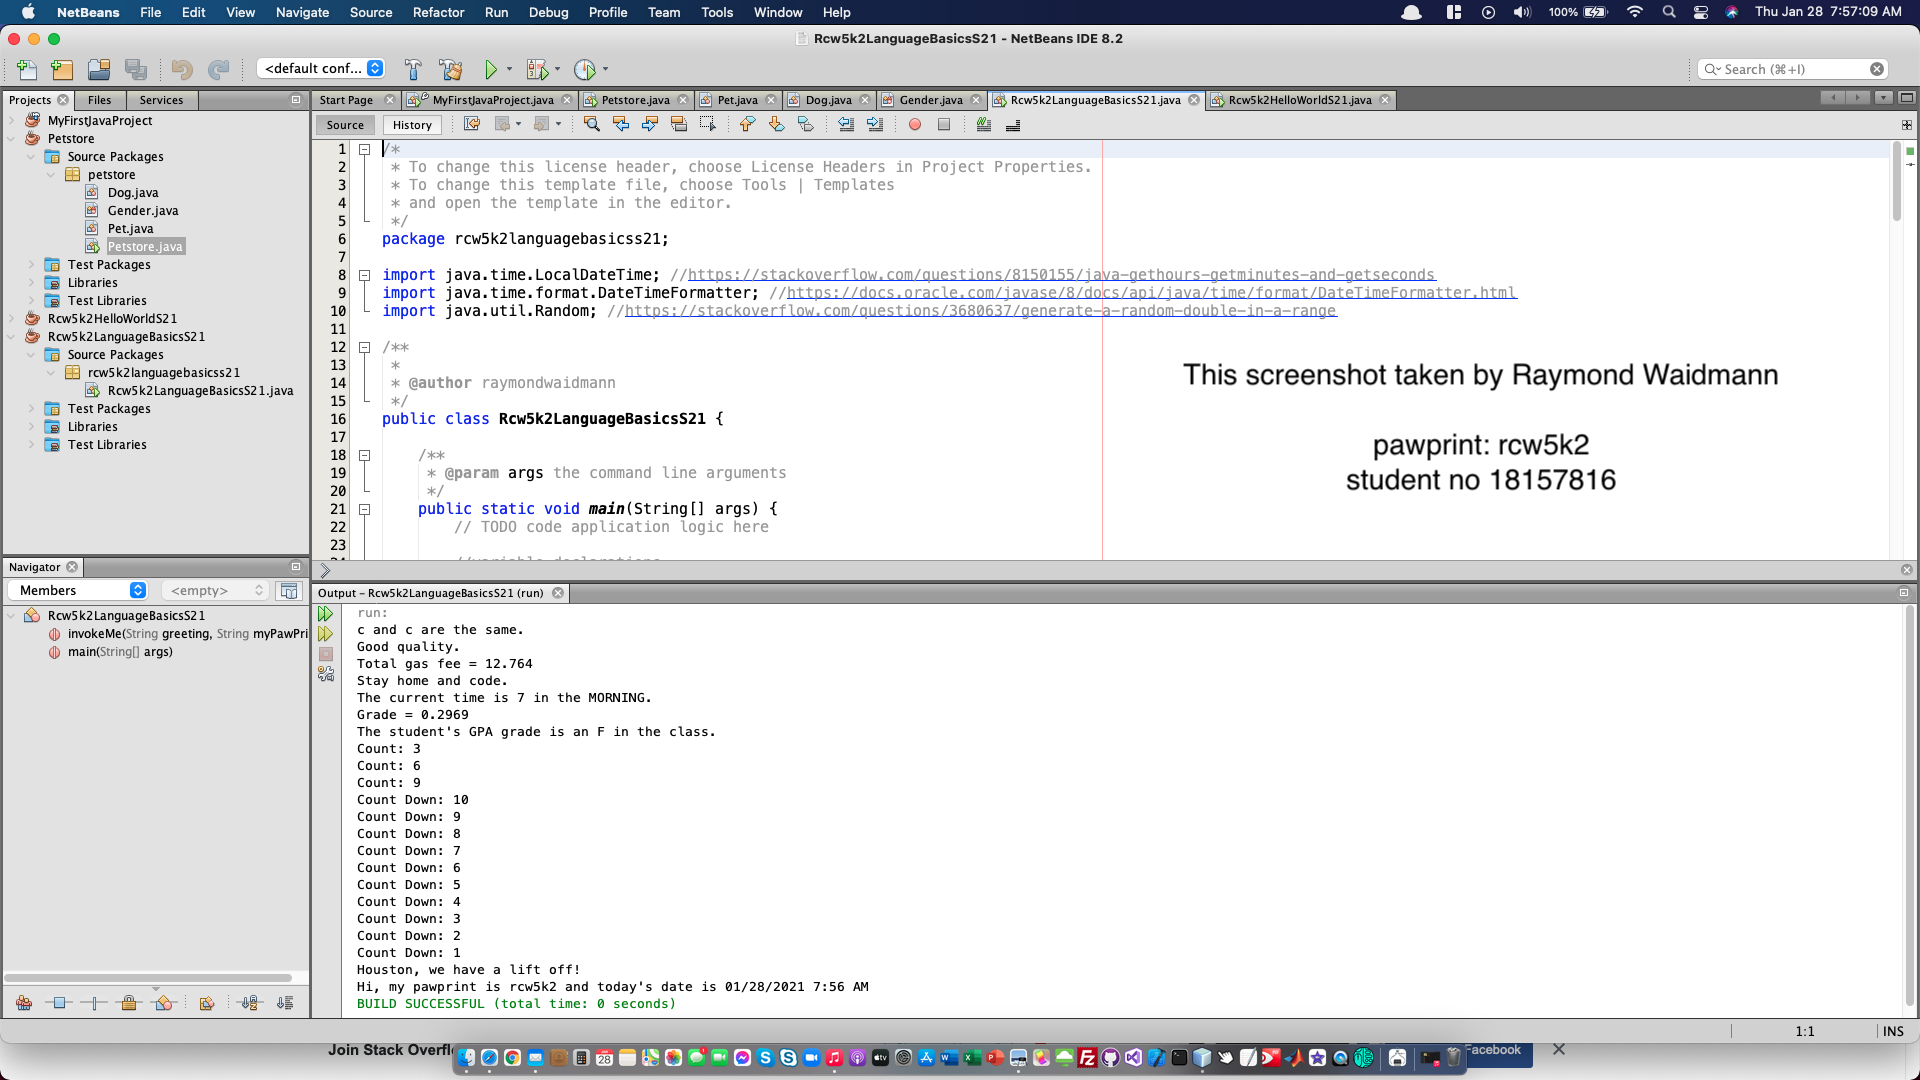 NetBeans File Edit View Navigate Source Refactor Run Debug Profile Team Tools Window Help 100% Thu Jan 28 7:57:09 AM
Rcw5k2LanguageBasicsS21 - NetBeans IDE 8.2
<default conf... Search (⌘+I)
Projects Files Services
Start Page MyFirstJavaProject.java Petstore.java Pet.java Dog.java Gender.java Rcw5k2LanguageBasicsS21.java Rcw5k2HelloWorldS21.java
Source History
MyFirstJavaProject
Petstore
Source Packages
petstore
Dog.java
Gender.java
Pet.java
Petstore.java
Test Packages
Libraries
Test Libraries
Rcw5k2HelloWorldS21
Rcw5k2LanguageBasicsS21
Source Packages
rcw5k2languagebasicss21
Rcw5k2LanguageBasicsS21.java
Test Packages
Libraries
Test Libraries
1 /*
2 * To change this license header, choose License Headers in Project Properties.
3 * To change this template file, choose Tools | Templates
4 * and open the template in the editor.
5 */
6 package rcw5k2languagebasicss21;
7
8 import java.time.LocalDateTime; //https://stackoverflow.com/questions/8150155/java-gethours-getminutes-and-getseconds
9 import java.time.format.DateTimeFormatter; //https://docs.oracle.com/javase/8/docs/api/java/time/format/DateTimeFormatter.html
10 import java.util.Random; //https://stackoverflow.com/questions/3680637/generate-a-random-double-in-a-range
11
12 /**
13 *
14 * @author raymondwaidmann
15 */
16 public class Rcw5k2LanguageBasicsS21 {
17
18 /**
19 * @param args the command line arguments
20 */
21 public static void main(String[] args) {
22 // TODO code application logic here
23
This screenshot taken by Raymond Waidmann
pawprint: rcw5k2
student no 18157816
Navigator
Members <empty>
Rcw5k2LanguageBasicsS21
invokeMe(String greeting, String myPawPri
main(String[] args)
Output - Rcw5k2LanguageBasicsS21 (run)
run:
c and c are the same.
Good quality.
Total gas fee = 12.764
Stay home and code.
The current time is 7 in the MORNING.
Grade = 0.2969
The student's GPA grade is an F in the class.
Count: 3
Count: 6
Count: 9
Count Down: 10
Count Down: 9
Count Down: 8
Count Down: 7
Count Down: 6
Count Down: 5
Count Down: 4
Count Down: 3
Count Down: 2
Count Down: 1
Houston, we have a lift off!
Hi, my pawprint is rcw5k2 and today's date is 01/28/2021 7:56 AM
BUILD SUCCESSFUL (total time: 0 seconds)
1:1 INS
Join Stack Overfl
Facebook